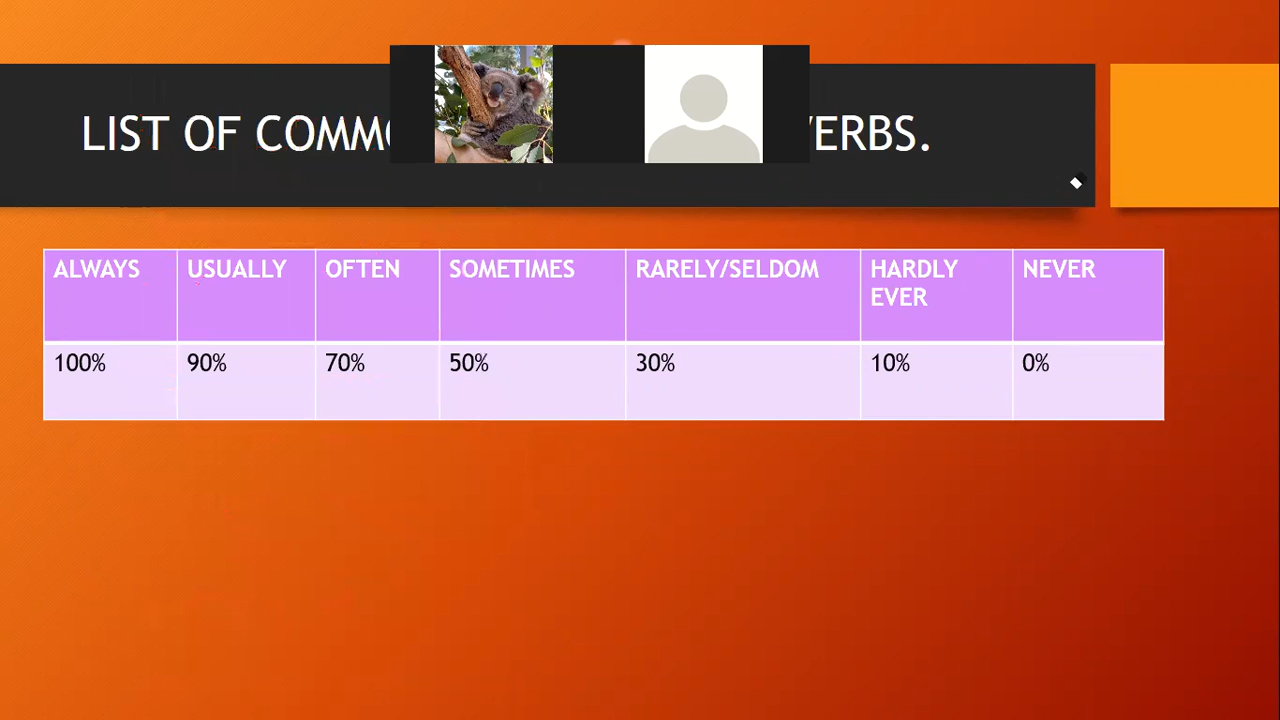 LIST OF COMMO ERBS.
ALWAYS USUALLY OFTEN SOMETIMES RARELY/SELDOM HARDLY EVER NEVER
100% 90% 70% 50% 30% 10% 0%